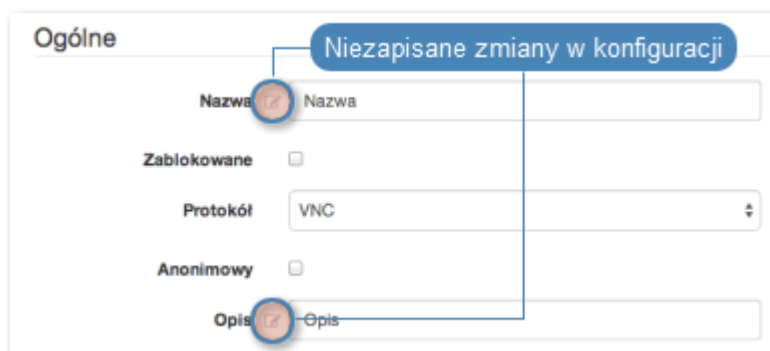 Ogólne
Niezapisane zmiany w konfiguracji
Nazwa Nazwa
Zablokowane
Protokół VNC
Anonimowy
Opis Opis